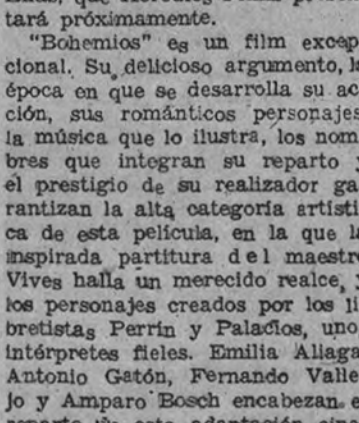 tará próximamente.
"Bohemios" es un film excep-
cional. Su delicioso argumento, la
época en que se desarrolla su ac-
ción, sus románticos personajes,
la música que lo ilustra, los nom-
bres que integran su reparto y
el prestigio de su realizador ga-
rantizan la alta categoría artísti-
ca de esta película, en la que la
inspirada partitura del maestro
Vives halla un merecido realce, y
los personajes creados por los li-
bretistas Perrín y Palacios, unos
intérpretes fieles. Emilia Aliaga,
Antonio Gatón, Fernando Valle-
jo y Amparo Bosch encabezan el